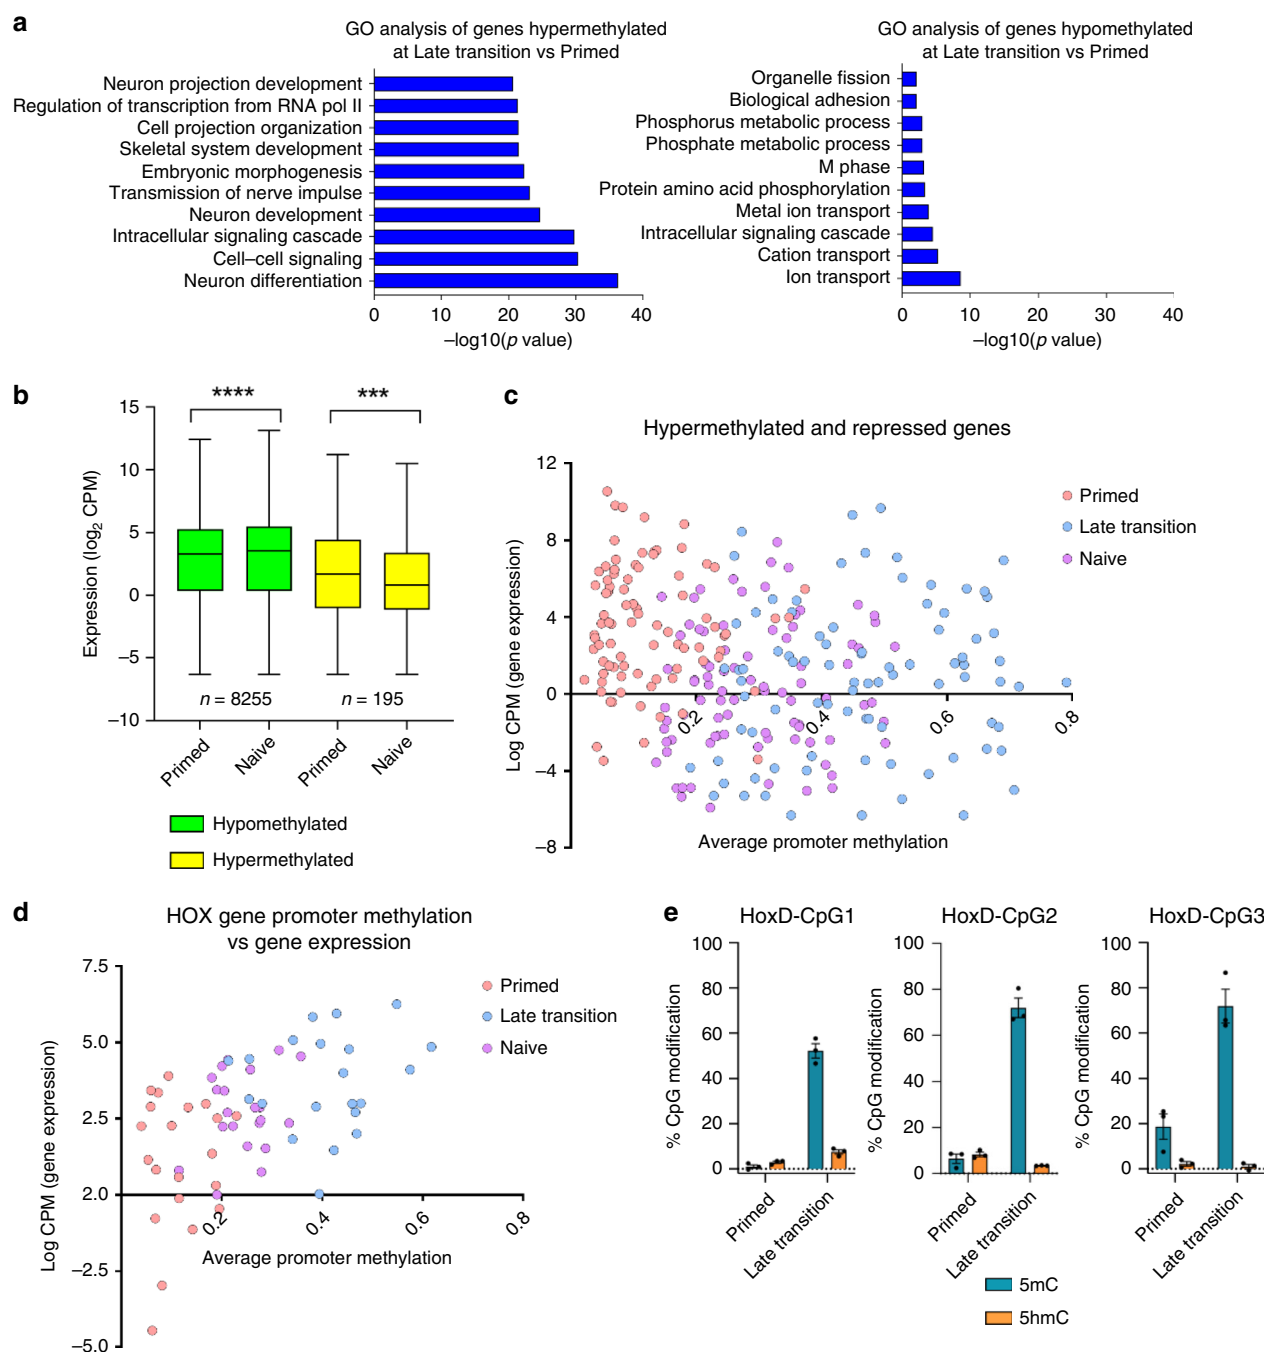 a
GO analysis of genes hypermethylated
at Late transition vs Primed
Neuron projection development
Regulation of transcription from RNA pol II
Cell projection organization
Skeletal system development
Embryonic morphogenesis
Transmission of nerve impulse
Neuron development
Intracellular signaling cascade
Cell–cell signaling
Neuron differentiation
0 10 20 30 40
–log10(p value)
GO analysis of genes hypomethylated
at Late transition vs Primed
Organelle fission
Biological adhesion
Phosphorus metabolic process
Phosphate metabolic process
M phase
Protein amino acid phosphorylation
Metal ion transport
Intracellular signaling cascade
Cation transport
Ion transport
0 10 20 30 40
–log10(p value)
b
Expression (log2 CPM)
15
10
5
0
–5
–10
**** ***
n = 8255 n = 195
Primed Naive Primed Naive
Hypomethylated
Hypermethylated
c
Hypermethylated and repressed genes
Log CPM (gene expression)
12
8
4
0
–4
–8
0.2 0.4 0.6 0.8
Average promoter methylation
Primed
Late transition
Naive
d
HOX gene promoter methylation
vs gene expression
Log CPM (gene expression)
7.5
5.0
2.5
2.0
–2.5
–5.0
0.2 0.4 0.6 0.8
Average promoter methylation
Primed
Late transition
Naive
e
HoxD-CpG1
% CpG modification
100
80
60
40
20
0
Primed Late transition
HoxD-CpG2
% CpG modification
100
80
60
40
20
0
Primed Late transition
HoxD-CpG3
% CpG modification
100
80
60
40
20
0
Primed Late transition
5mC
5hmC